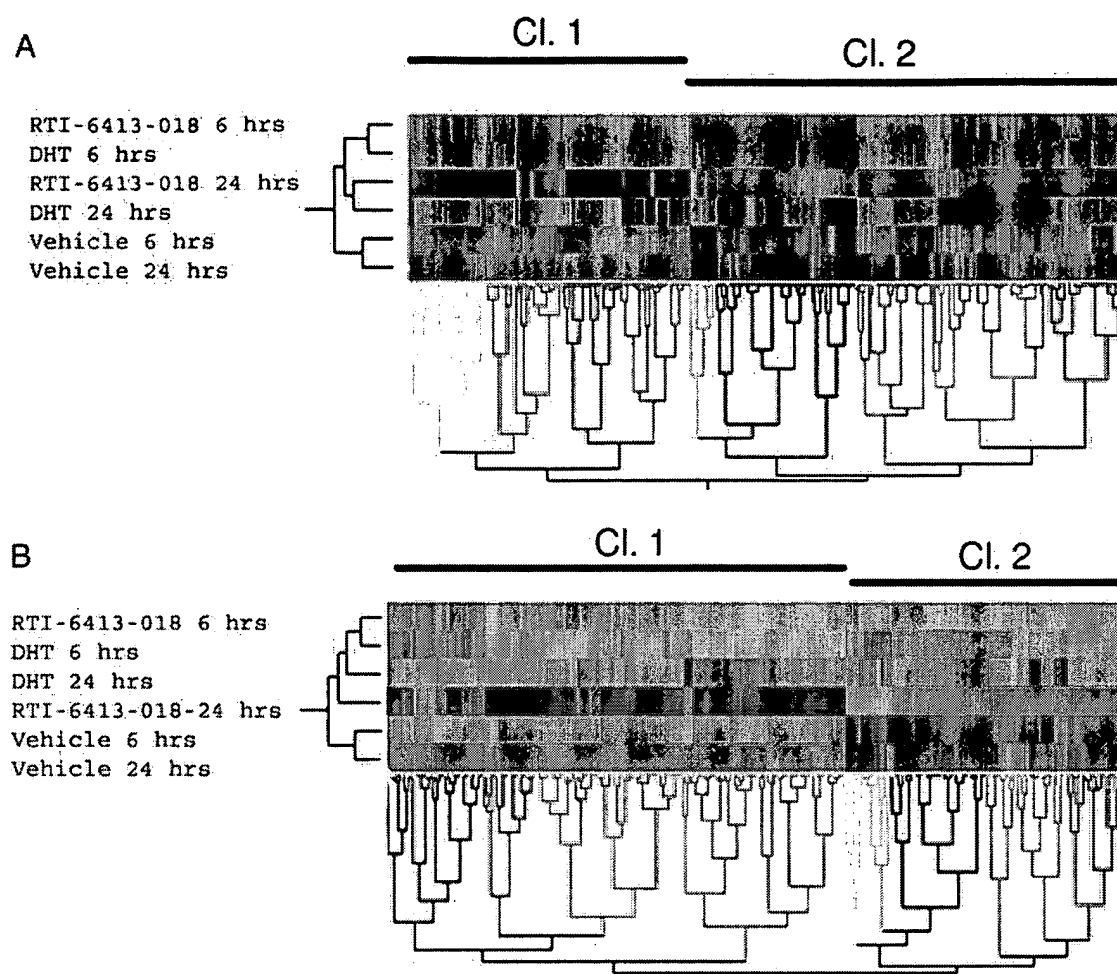 A
Cl. 1
Cl. 2
RTI-6413-018 6 hrs
DHT 6 hrs
RTI-6413-018 24 hrs
DHT 24 hrs
Vehicle 6 hrs
Vehicle 24 hrs
B
Cl. 1
Cl. 2
RTI-6413-018 6 hrs
DHT 6 hrs
DHT 24 hrs
RTI-6413-018-24 hrs
Vehicle 6 hrs
Vehicle 24 hrs